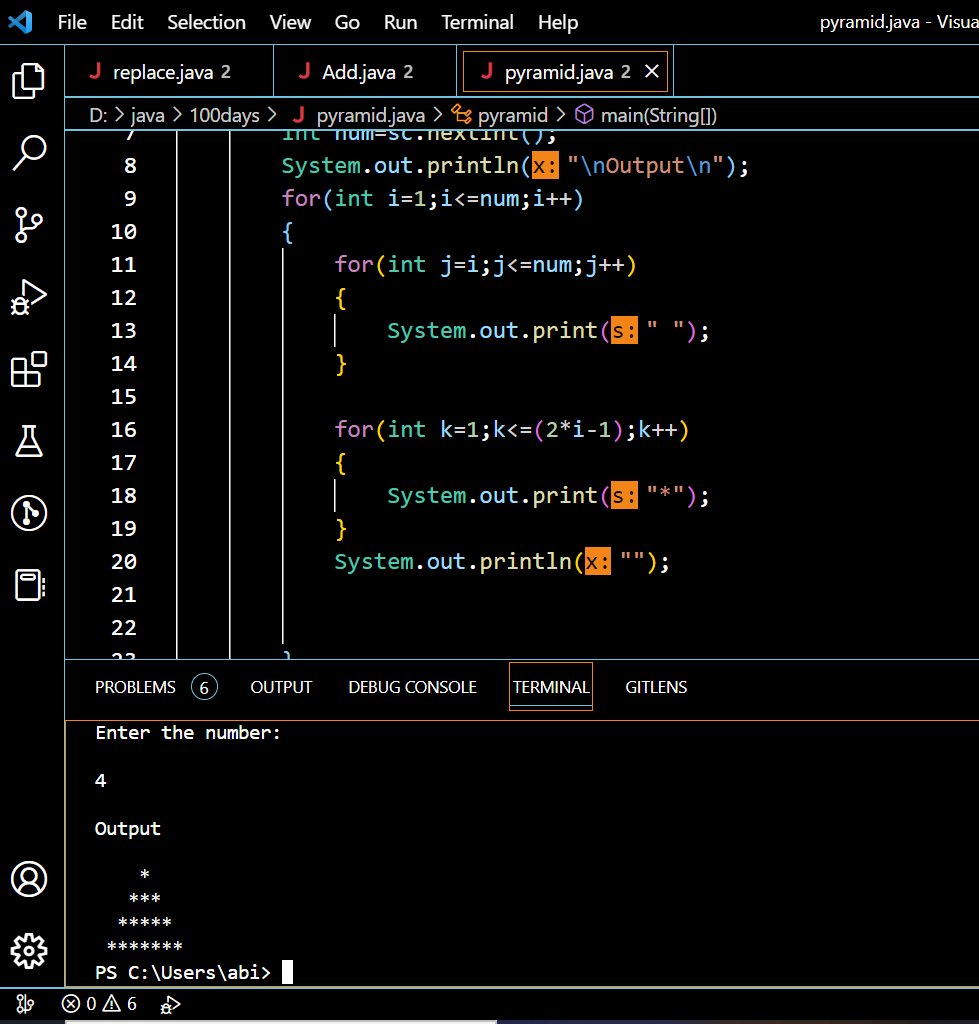 File Edit Selection View Go Run Terminal Help pyramid.java - Visua
replace.java 2 Add.java 2 pyramid.java 2
D: > java > 100days > pyramid.java > pyramid > main(String[])
7 int num=sc.nextInt();
8 System.out.println(x: "\nOutput\n");
9 for(int i=1;i<=num;i++)
10 {
11 for(int j=i;j<=num;j++)
12 {
13 System.out.print(s: " ");
14 }
15
16 for(int k=1;k<=(2*i-1);k++)
17 {
18 System.out.print(s: "*");
19 }
20 System.out.println(x: "");
21
22
23 }
PROBLEMS 6 OUTPUT DEBUG CONSOLE TERMINAL GITLENS
Enter the number:
4
Output
*
***
*****
*******
PS C:\Users\abi>
0 6